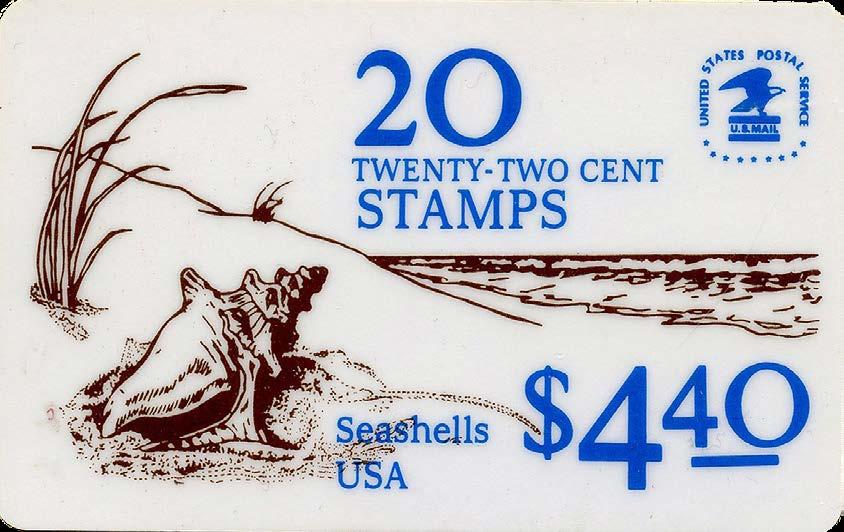 20
TWENTY-TWO CENT
STAMPS
UNITED STATES POSTAL SERVICE
U.S.MAIL
Seashells
USA
$4.40